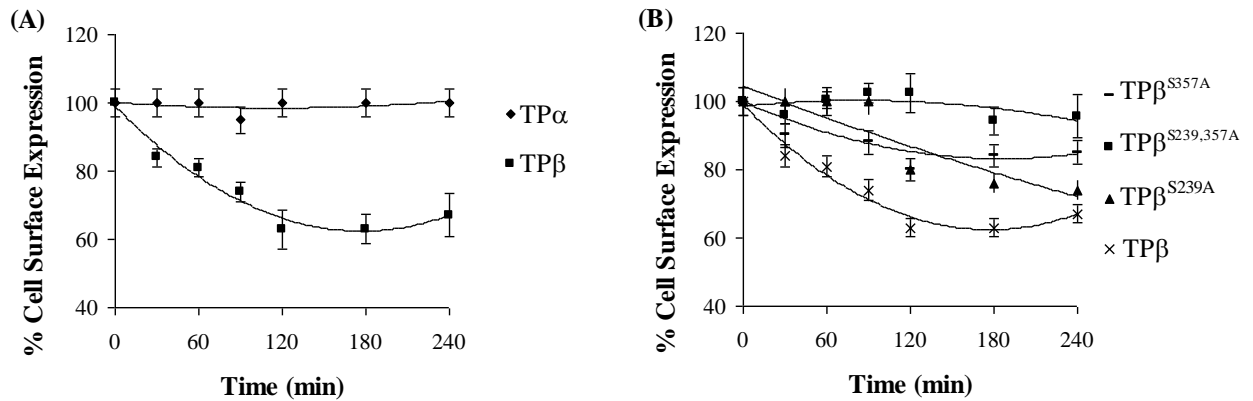 (A)
% Cell Surface Expression
120
100
80
60
40
0
60
120
180
240
Time (min)
TPα
TPβ
(B)
% Cell Surface Expression
120
100
80
60
40
0
60
120
180
240
Time (min)
TPβS357A
TPβS239,357A
TPβS239A
TPβ